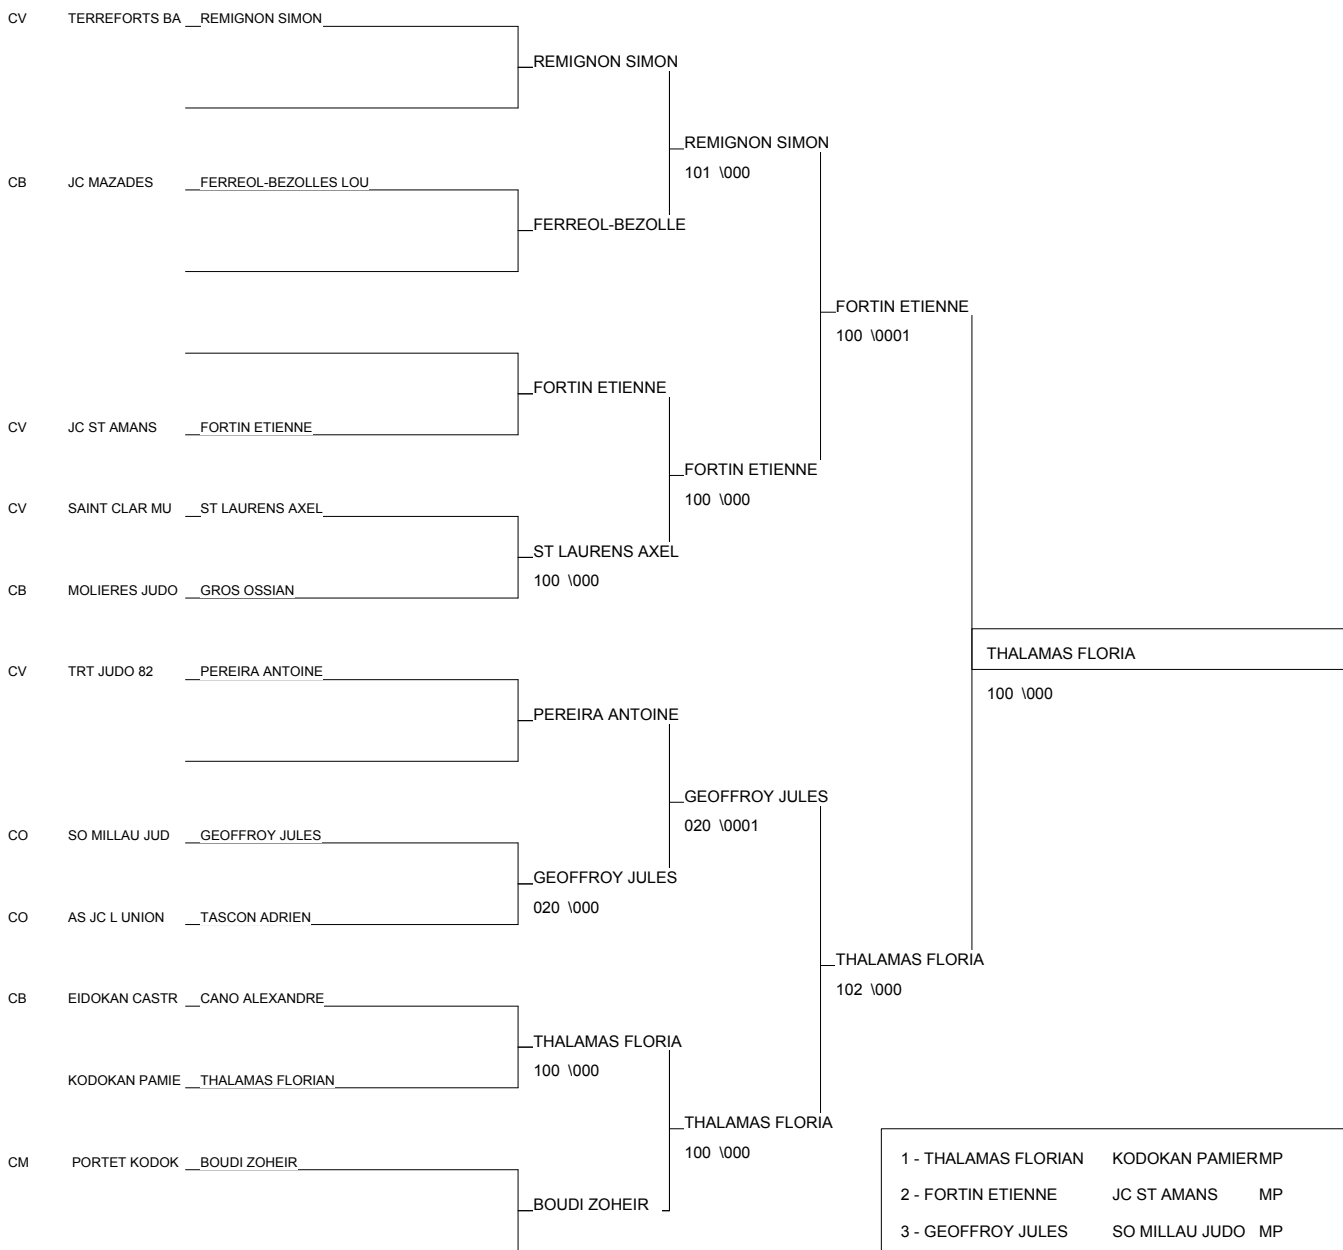 CV TERREFORTS BA REMIGNON SIMON
REMIGNON SIMON
REMIGNON SIMON
101 \000
CB JC MAZADES FERREOL-BEZOLLES LOU
FERREOL-BEZOLLE
FORTIN ETIENNE
100 \0001
FORTIN ETIENNE
CV JC ST AMANS FORTIN ETIENNE
FORTIN ETIENNE
100 \000
CV SAINT CLAR MU ST LAURENS AXEL
ST LAURENS AXEL
100 \000
CB MOLIERES JUDO GROS OSSIAN
THALAMAS FLORIA
100 \000
CV TRT JUDO 82 PEREIRA ANTOINE
PEREIRA ANTOINE
GEOFFROY JULES
020 \0001
CO SO MILLAU JUD GEOFFROY JULES
GEOFFROY JULES
020 \000
CO AS JC L UNION TASCON ADRIEN
THALAMAS FLORIA
102 \000
CB EIDOKAN CASTR CANO ALEXANDRE
THALAMAS FLORIA
100 \000
KODOKAN PAMIE THALAMAS FLORIAN
THALAMAS FLORIA
100 \000
CM PORTET KODOK BOUDI ZOHEIR
BOUDI ZOHEIR
1 - THALAMAS FLORIAN KODOKAN PAMIERMP
2 - FORTIN ETIENNE JC ST AMANS MP
3 - GEOFFROY JULES SO MILLAU JUDO MP